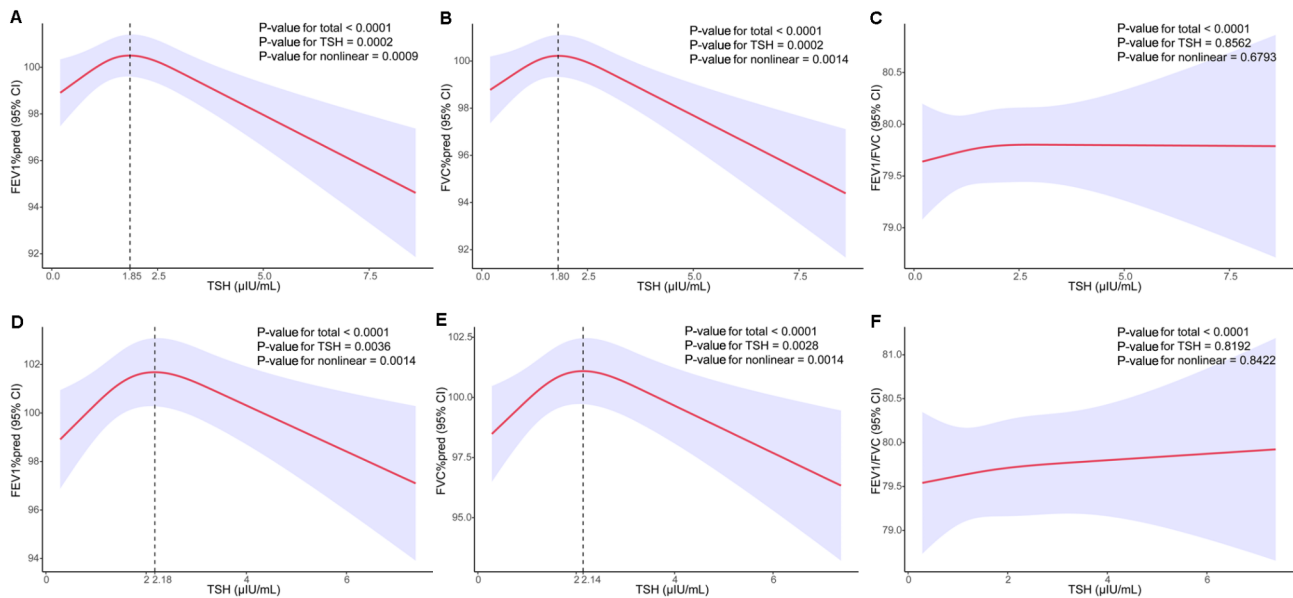 A
P-value for total < 0.0001
P-value for TSH = 0.0002
P-value for nonlinear = 0.0009
FEV1%pred (95% CI)
100
98
96
94
92
0.0
1.85
2.5
5.0
7.5
TSH (μIU/mL)
B
P-value for total < 0.0001
P-value for TSH = 0.0002
P-value for nonlinear = 0.0014
FVC%pred (95% CI)
100
98
96
94
92
0.0
1.80
2.5
5.0
7.5
TSH (μIU/mL)
C
P-value for total < 0.0001
P-value for TSH = 0.8562
P-value for nonlinear = 0.6793
FEV1/FVC (95% CI)
80.5
80.0
79.5
79.0
0.0
2.5
5.0
7.5
TSH (μIU/mL)
D
P-value for total < 0.0001
P-value for TSH = 0.0036
P-value for nonlinear = 0.0014
FEV1%pred (95% CI)
102
100
98
96
94
0
2
2.18
4
6
TSH (μIU/mL)
E
P-value for total < 0.0001
P-value for TSH = 0.0028
P-value for nonlinear = 0.0014
FVC%pred (95% CI)
102.5
100.0
97.5
95.0
0
2
2.14
4
6
TSH (μIU/mL)
F
P-value for total < 0.0001
P-value for TSH = 0.8192
P-value for nonlinear = 0.8422
FEV1/FVC (95% CI)
81.0
80.5
80.0
79.5
79.0
0
2
4
6
TSH (μIU/mL)